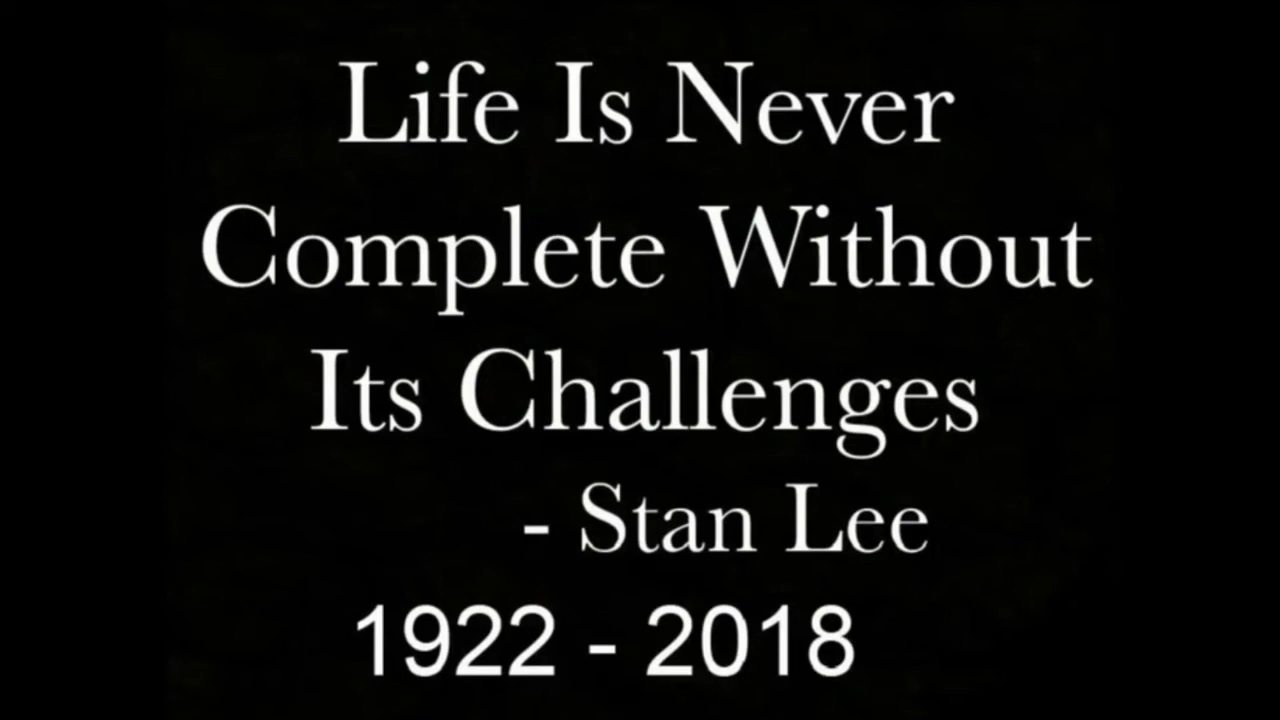 Life Is Never
Complete Without
Its Challenges
- Stan Lee
1922 - 2018